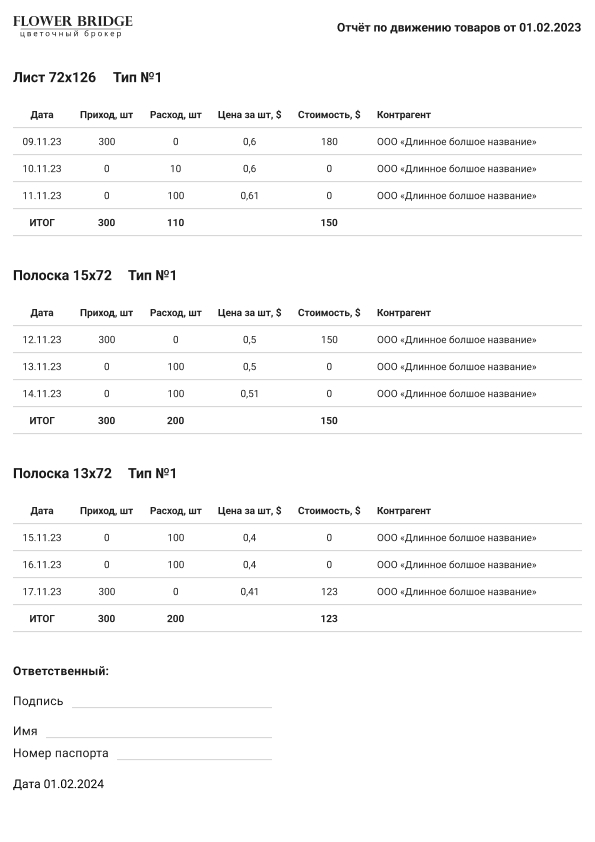 FLOWER BRIDGE
цветочный брокер
Отчёт по движению товаров от 01.02.2023
Лист 72x126 Тип №1
Дата Приход, шт Расход, шт Цена за шт, $ Стоимость, $ Контрагент
09.11.23 300 0 0,6 180 ООО «Длинное болшое название»
10.11.23 0 10 0,6 0 ООО «Длинное болшое название»
11.11.23 0 100 0,61 0 ООО «Длинное болшое название»
ИТОГ 300 110 150
Полоска 15x72 Тип №1
Дата Приход, шт Расход, шт Цена за шт, $ Стоимость, $ Контрагент
12.11.23 300 0 0,5 150 ООО «Длинное болшое название»
13.11.23 0 100 0,5 0 ООО «Длинное болшое название»
14.11.23 0 100 0,51 0 ООО «Длинное болшое название»
ИТОГ 300 200 150
Полоска 13x72 Тип №1
Дата Приход, шт Расход, шт Цена за шт, $ Стоимость, $ Контрагент
15.11.23 0 100 0,4 0 ООО «Длинное болшое название»
16.11.23 0 100 0,4 0 ООО «Длинное болшое название»
17.11.23 300 0 0,41 123 ООО «Длинное болшое название»
ИТОГ 300 200 123
Ответственный:
Подпись
Имя
Номер паспорта
Дата 01.02.2024